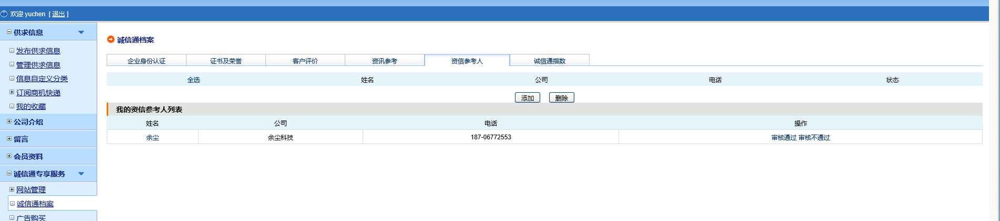 欢迎 yuchen [ 退出 ]
供求信息
发布供求信息
管理供求信息
信息自定义分类
订阅商机快递
我的收藏
公司介绍
留言
会员资料
诚信通专享服务
网站管理
诚信通档案
广告购买
诚信通档案
企业身份认证 证书及荣誉 客户评价 资讯参考 资信参考人 诚信通指数
全选 姓名 公司 电话 状态
添加 删除
我的资信参考人列表
姓名 公司 电话 操作
余尘 余尘科技 187-06772553 审核通过 审核不通过